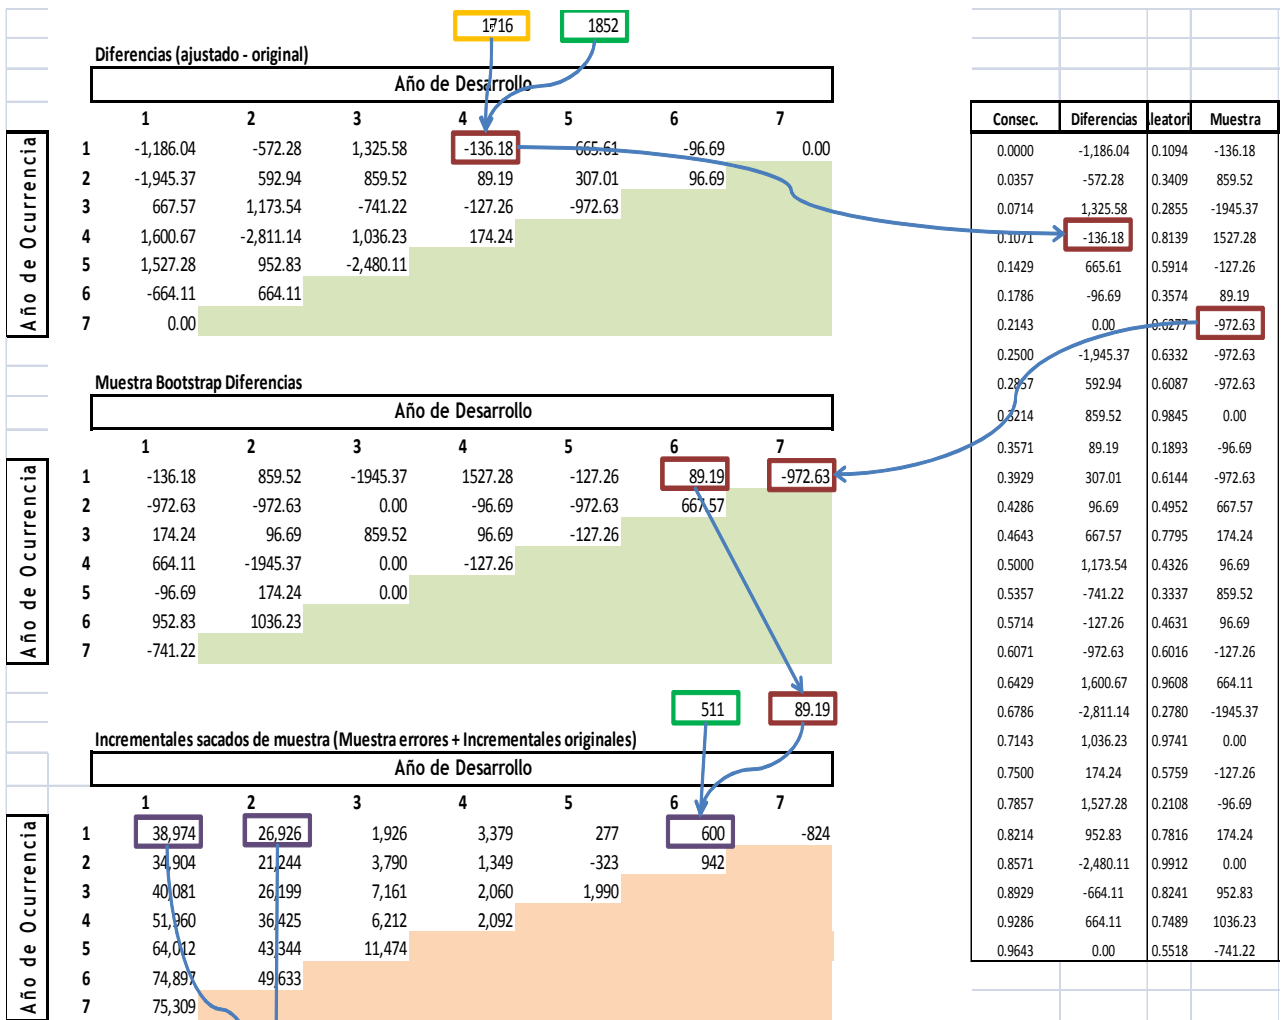 1716 1852
Diferencias (ajustado - original)
Año de Desarrollo
1 2 3 4 5 6 7
Año de Ocurrencia
1 -1,186.04 -572.28 1,325.58 -136.18 665.61 -96.69 0.00
2 -1,945.37 592.94 859.52 89.19 307.01 96.69
3 667.57 1,173.54 -741.22 -127.26 -972.63
4 1,600.67 -2,811.14 1,036.23 174.24
5 1,527.28 952.83 -2,480.11
6 -664.11 664.11
7 0.00
Muestra Bootstrap Diferencias
Año de Desarrollo
1 2 3 4 5 6 7
Año de Ocurrencia
1 -136.18 859.52 -1945.37 1527.28 -127.26 89.19 -972.63
2 -972.63 -972.63 0.00 -96.69 -972.63 667.57
3 174.24 96.69 859.52 96.69 -127.26
4 664.11 -1945.37 0.00 -127.26
5 -96.69 174.24 0.00
6 952.83 1036.23
7 -741.22
511 89.19
Incrementales sacados de muestra (Muestra errores + Incrementales originales)
Año de Desarrollo
1 2 3 4 5 6 7
Año de Ocurrencia
1 38,974 26,926 1,926 3,379 277 600 -824
2 34,904 21,244 3,790 1,349 -323 942
3 40,081 26,199 7,161 2,060 1,990
4 51,960 36,425 6,212 2,092
5 64,012 43,344 11,474
6 74,897 49,633
7 75,309
Consec. Diferencias leatori Muestra
0.0000 -1,186.04 0.1094 -136.18
0.0357 -572.28 0.3409 859.52
0.0714 1,325.58 0.2855 -1945.37
0.1071 -136.18 0.8139 1527.28
0.1429 665.61 0.5914 -127.26
0.1786 -96.69 0.3574 89.19
0.2143 0.00 0.6277 -972.63
0.2500 -1,945.37 0.6332 -972.63
0.2857 592.94 0.6087 -972.63
0.3214 859.52 0.9845 0.00
0.3571 89.19 0.1893 -96.69
0.3929 307.01 0.6144 -972.63
0.4286 96.69 0.4952 667.57
0.4643 667.57 0.7795 174.24
0.5000 1,173.54 0.4326 96.69
0.5357 -741.22 0.3337 859.52
0.5714 -127.26 0.4631 96.69
0.6071 -972.63 0.6016 -127.26
0.6429 1,600.67 0.9608 664.11
0.6786 -2,811.14 0.2780 -1945.37
0.7143 1,036.23 0.9741 0.00
0.7500 174.24 0.5759 -127.26
0.7857 1,527.28 0.2108 -96.69
0.8214 952.83 0.7816 174.24
0.8571 -2,480.11 0.9912 0.00
0.8929 -664.11 0.8241 952.83
0.9286 664.11 0.7489 1036.23
0.9643 0.00 0.5518 -741.22